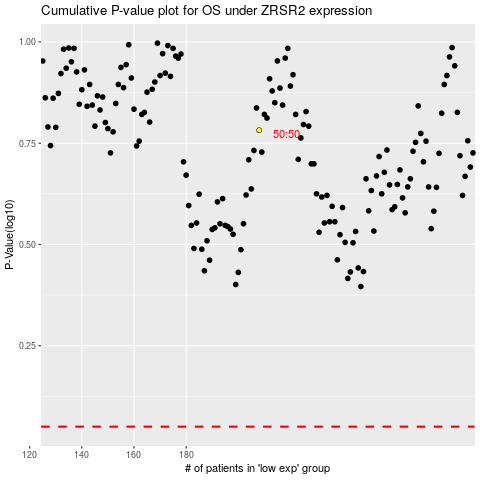 Cumulative P-value plot for OS under ZRSR2 expression
P-Value(log10)
1.00
0.75
0.50
0.25
50:50
120 140 160 180
# of patients in 'low exp' group